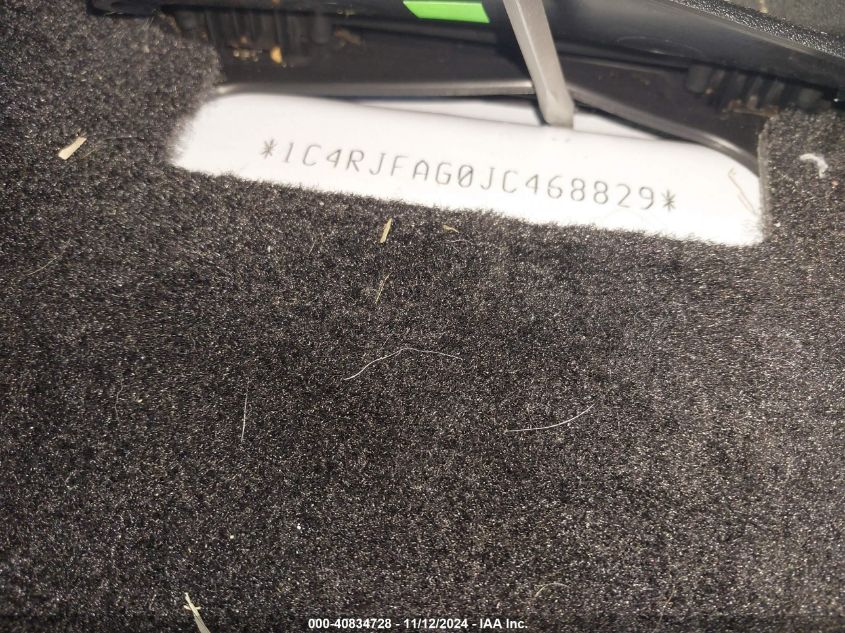 *1C4RJFAG0JC468829*
000-40834728 - 11/12/2024 - IAA Inc.